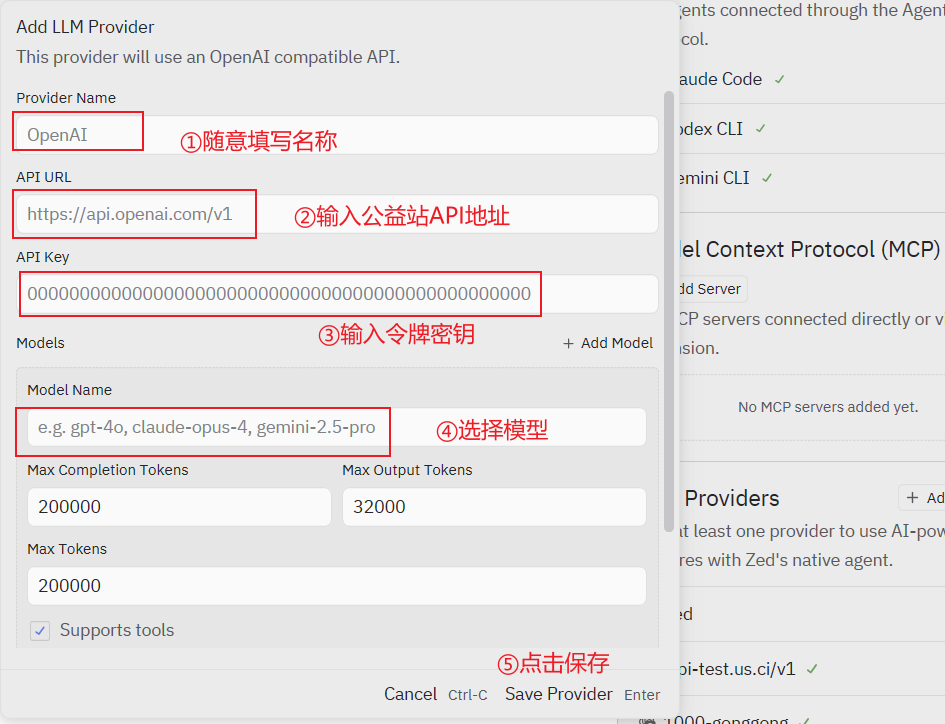 Add LLM Provider
This provider will use an OpenAI compatible API.
Provider Name
OpenAI
①随意填写名称
API URL
https://api.openai.com/v1
②输入公益站API地址
API Key
000000000000000000000000000000000000000000000000
③输入令牌密钥
Models
+ Add Model
Model Name
e.g. gpt-4o, claude-opus-4, gemini-2.5-pro
④选择模型
Max Completion Tokens
Max Output Tokens
200000
32000
Max Tokens
200000
Supports tools
⑤点击保存
Cancel Ctrl-C Save Provider Enter
gents connected through the Agent
col.
aude Code
odex CLI
emini CLI
el Context Protocol (MCP)
dd Server
CP servers connected directly or v
nsion.
No MCP servers added yet.
Providers
+ Ad
at least one provider to use AI-pow
res with Zed's native agent.
ed
pi-test.us.ci/v1
1000-gonggong